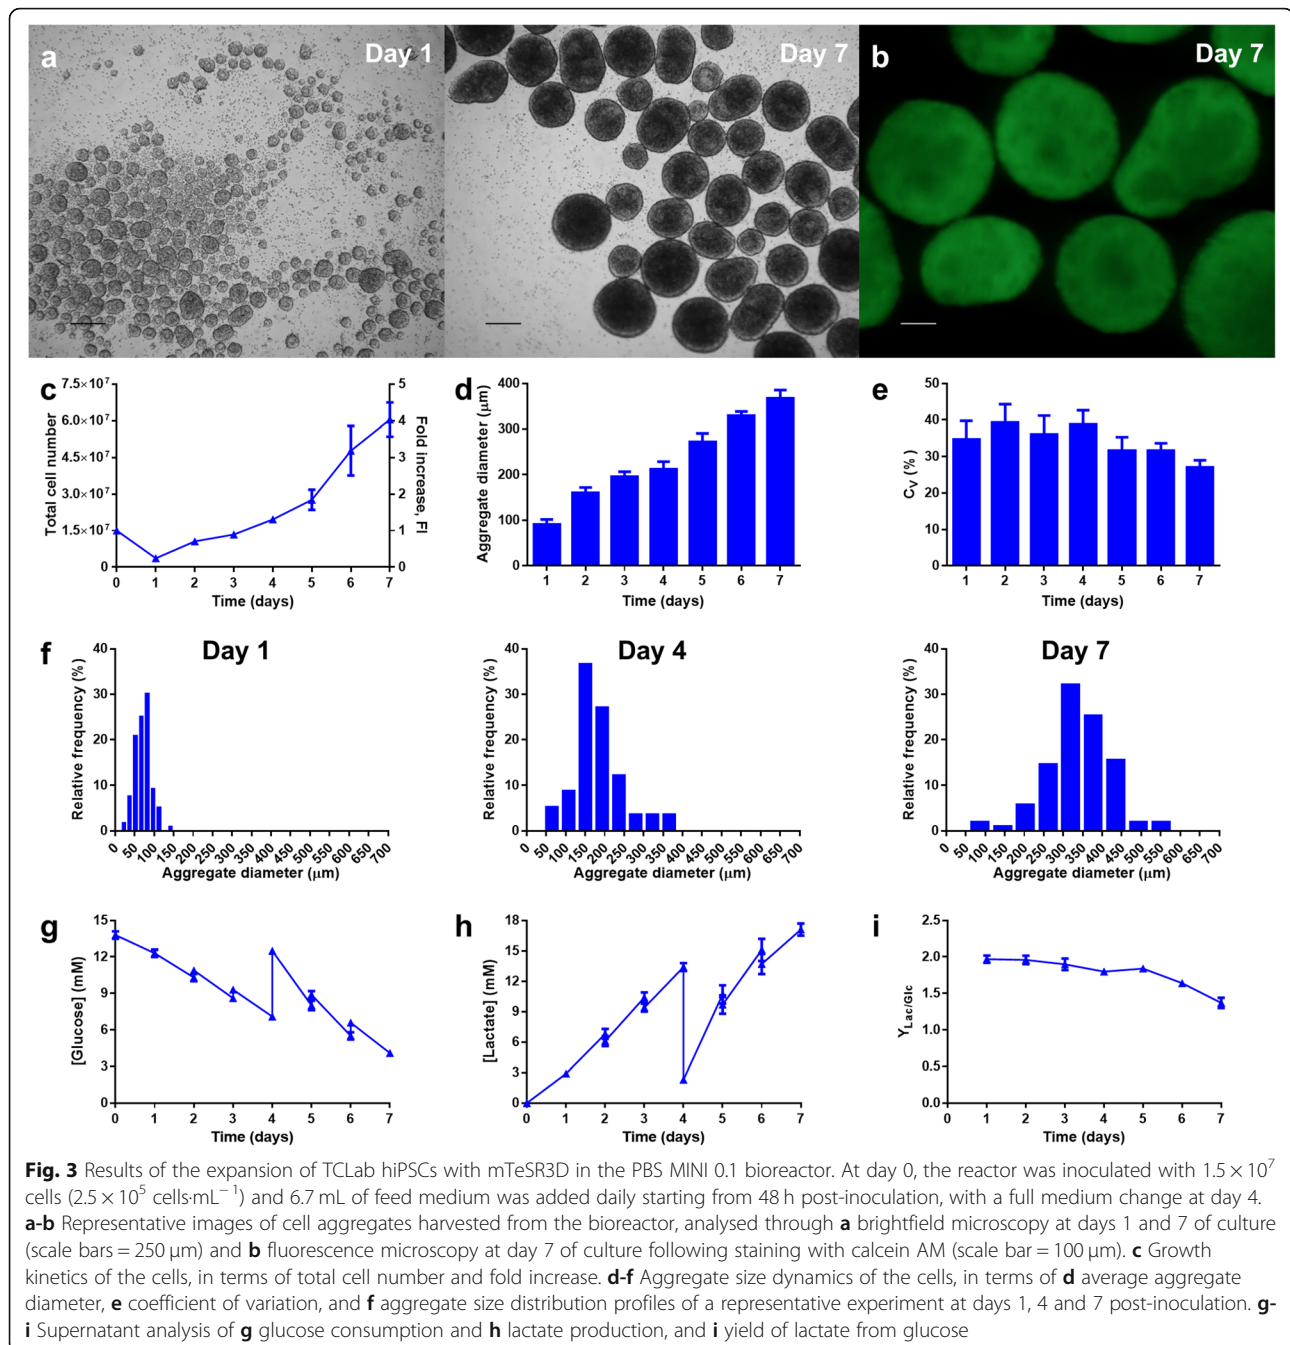 a Day 1 Day 7 b Day 7
c
7.5×10⁷
6.0×10⁷
4.5×10⁷
3.0×10⁷
1.5×10⁷
0
Total cell number
5
4
3
2
1
0
Fold increase, FI
0 1 2 3 4 5 6 7
Time (days)
d
400
300
200
100
0
Aggregate diameter (μm)
1 2 3 4 5 6 7
Time (days)
e
50
40
30
20
10
0
Cᵥ (%)
1 2 3 4 5 6 7
Time (days)
f
Day 1
40
30
20
10
0
Relative frequency (%)
0 50 100 150 200 250 300 350 400 450 500 550 600 650 700
Aggregate diameter (μm)
Day 4
40
30
20
10
0
Relative frequency (%)
0 50 100 150 200 250 300 350 400 450 500 550 600 650 700
Aggregate diameter (μm)
Day 7
40
30
20
10
0
Relative frequency (%)
0 50 100 150 200 250 300 350 400 450 500 550 600 650 700
Aggregate diameter (μm)
g
15
12
9
6
3
0
[Glucose] (mM)
0 1 2 3 4 5 6 7
Time (days)
h
18
15
12
9
6
3
0
[Lactate] (mM)
0 1 2 3 4 5 6 7
Time (days)
i
2.5
2.0
1.5
1.0
0.5
0.0
Y Lac/Glc
0 1 2 3 4 5 6 7
Time (days)
Fig. 3 Results of the expansion of TCLab hiPSCs with mTeSR3D in the PBS MINI 0.1 bioreactor. At day 0, the reactor was inoculated with 1.5 × 10⁷
cells (2.5 × 10⁵ cells·mL⁻¹) and 6.7 mL of feed medium was added daily starting from 48 h post-inoculation, with a full medium change at day 4.
a-b Representative images of cell aggregates harvested from the bioreactor, analysed through a brightfield microscopy at days 1 and 7 of culture
(scale bars = 250 μm) and b fluorescence microscopy at day 7 of culture following staining with calcein AM (scale bar = 100 μm). c Growth
kinetics of the cells, in terms of total cell number and fold increase. d-f Aggregate size dynamics of the cells, in terms of d average aggregate
diameter, e coefficient of variation, and f aggregate size distribution profiles of a representative experiment at days 1, 4 and 7 post-inoculation. g-
i Supernatant analysis of g glucose consumption and h lactate production, and i yield of lactate from glucose